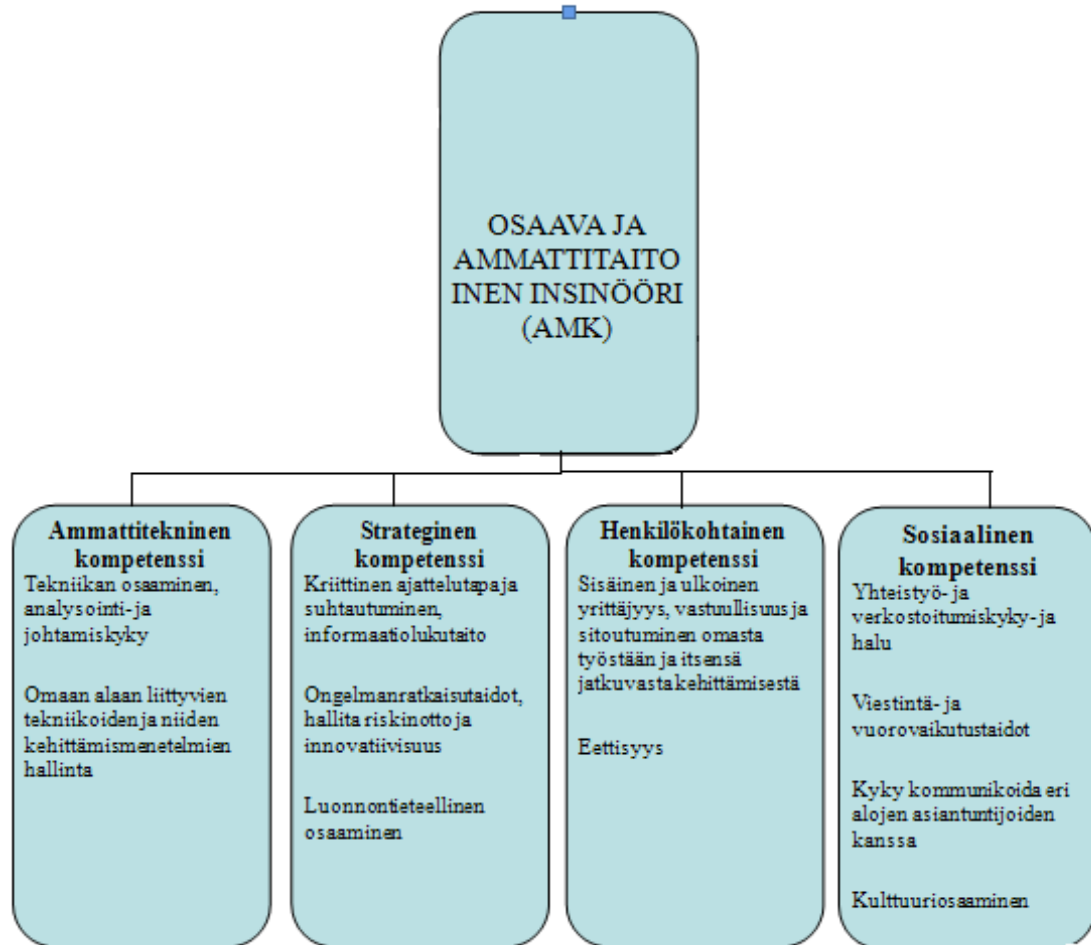 OSAAVA JA
AMMATTITAITO
INEN INSINÖÖRI
(AMK)
Ammattitekninen
kompetenssi
Tekniikan osaaminen,
analysointi- ja
johtamiskyky
Omaan alaan liittyvien
tekniikoiden ja niiden
kehittämismenetelmien
hallinta
Strateginen
kompetenssi
Kriittinen ajattelutapa ja
suhtautuminen,
informaatiolukutaito
Ongelmanratkaisutaidot,
hallita riskinotto ja
innovatiivisuus
Luonnontieteellinen
osaaminen
Henkilökohtainen
kompetenssi
Sisäinen ja ulkoinen
yrittäjyys, vastuullisuus ja
sitoutuminen omasta
työstään ja itsensä
jatkuvasta kehittämisestä
Eettisyys
Sosiaalinen
kompetenssi
Yhteistyö- ja
verkostoitumiskyky- ja
halu
Viestintä- ja
vuorovaikutustaidot
Kyky kommunikoida eri
alojen asiantuntijoiden
kanssa
Kulttuuriosaaminen